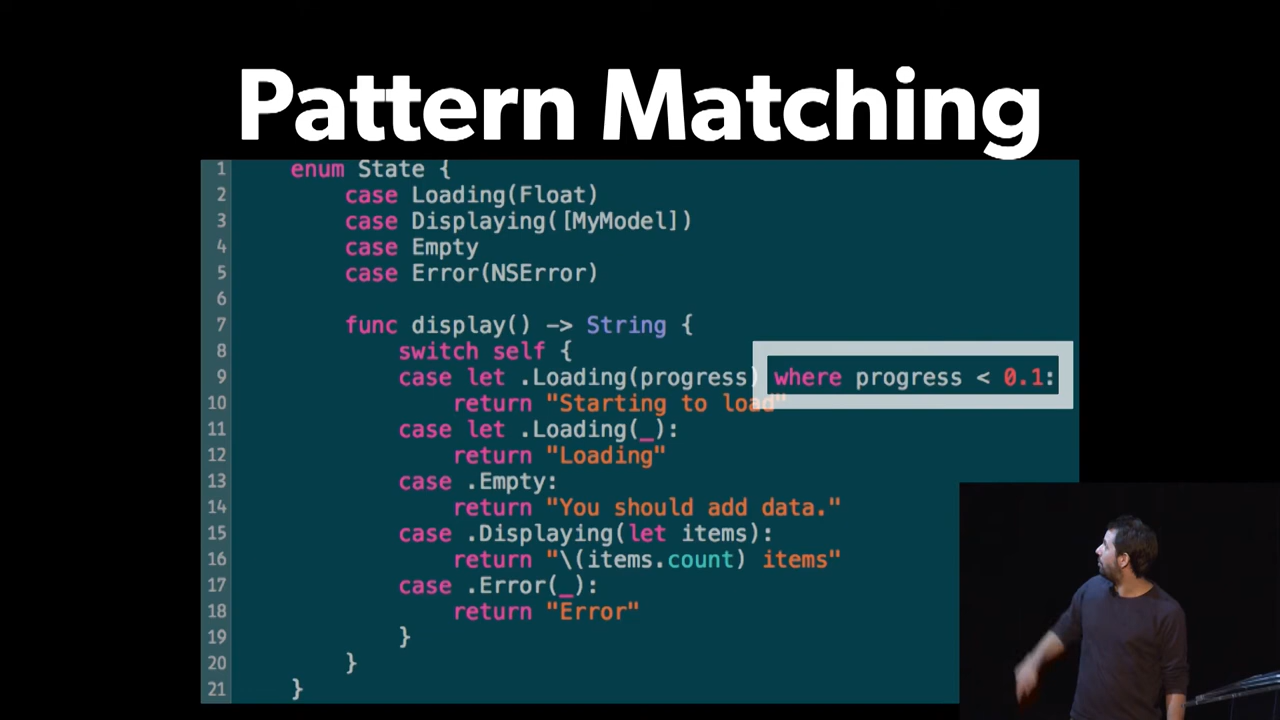 Pattern Matching
1 enum State {
2 case Loading(Float)
3 case Displaying([MyModel])
4 case Empty
5 case Error(NSError)
6
7 func display() -> String {
8 switch self {
9 case let .Loading(progress) where progress < 0.1:
10 return "Starting to load"
11 case let .Loading(_):
12 return "Loading"
13 case .Empty:
14 return "You should add data."
15 case .Displaying(let items):
16 return "\(items.count) items"
17 case .Error(_):
18 return "Error"
19 }
20 }
21 }